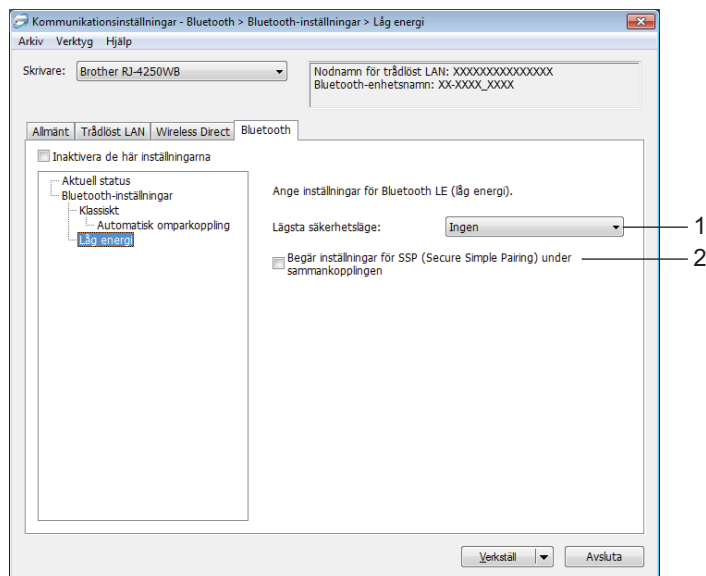 Kommunikationsinställningar - Bluetooth > Bluetooth-inställningar > Låg energi
Arkiv Verktyg Hjälp
Skrivare: Brother RJ-4250WB
Nodnamn för trådlöst LAN: XXXXXXXXXXXXXXX
Bluetooth-enhetsnamn: XX-XXXX_XXXX
Allmänt Trådlöst LAN Wireless Direct Bluetooth
Inaktivera de här inställningarna
Aktuell status
Bluetooth-inställningar
Klassiskt
Automatisk omparkoppling
Låg energi
Ange inställningar för Bluetooth LE (låg energi).
Lägsta säkerhetsläge: Ingen 1
Begär inställningar för SSP (Secure Simple Pairing) under 2
sammankopplingen
Verkställ Avsluta